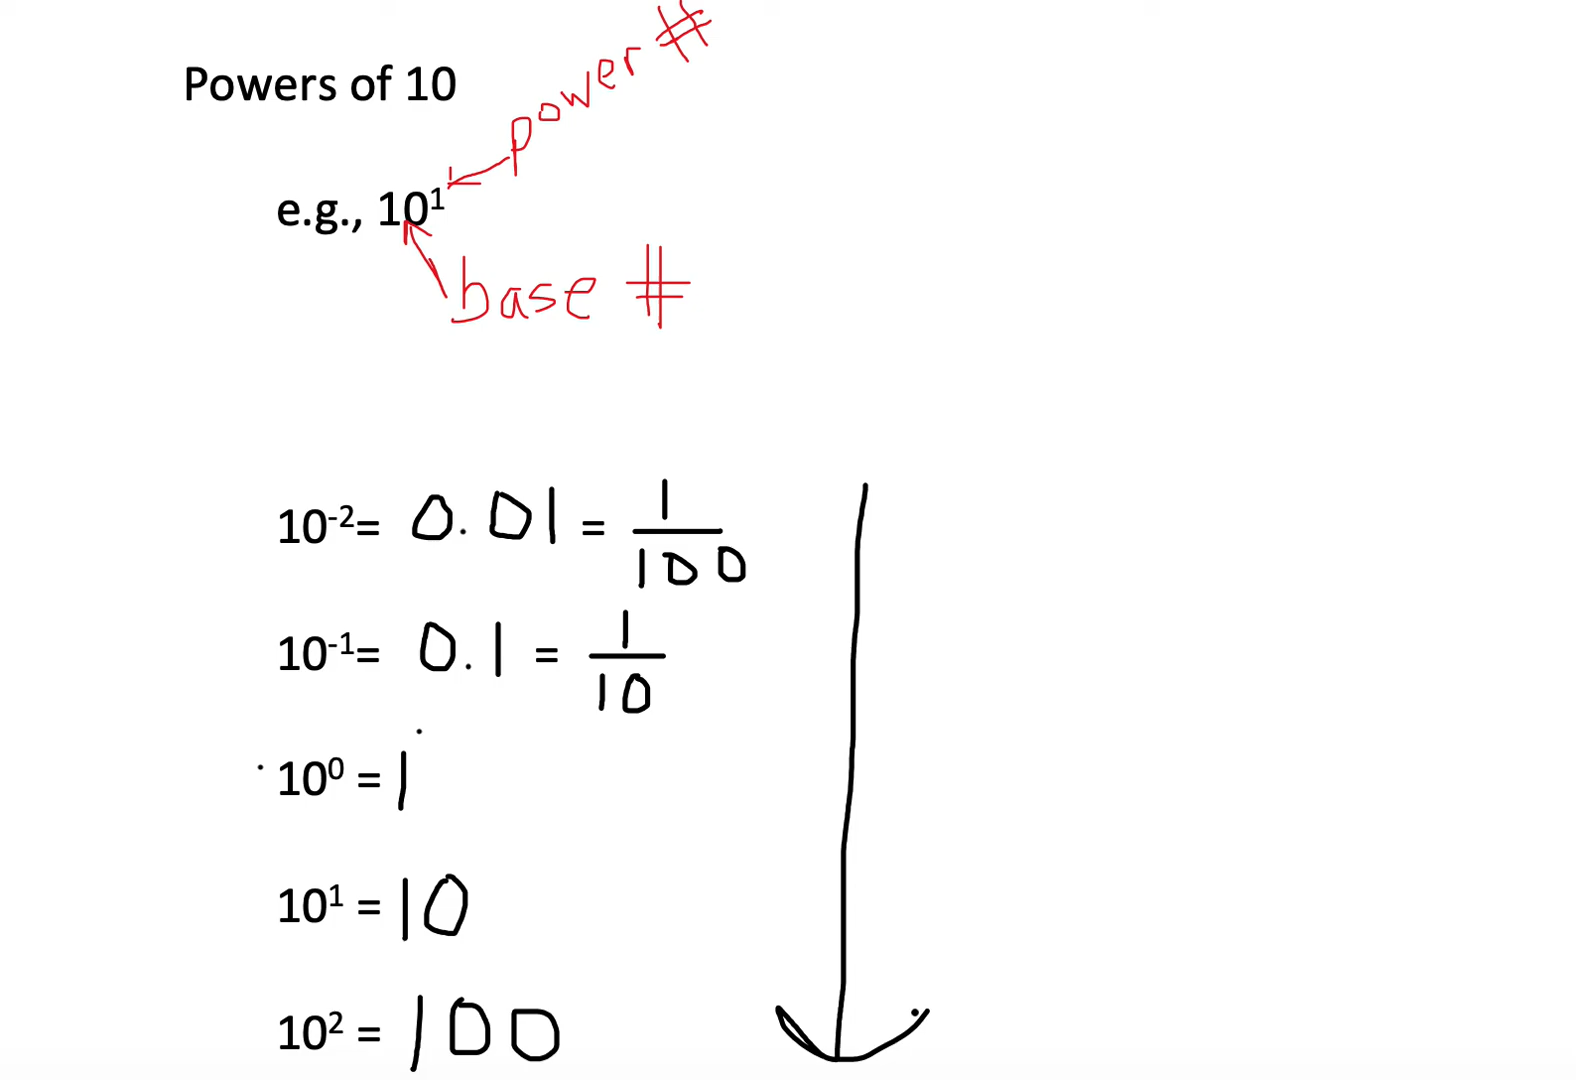 power #
Powers of 10
e.g., 10¹
base #
10⁻²= 0.01 = 1/100
10⁻¹= 0.1 = 1/10
10⁰ = 1
10¹ = 10
10² = 100